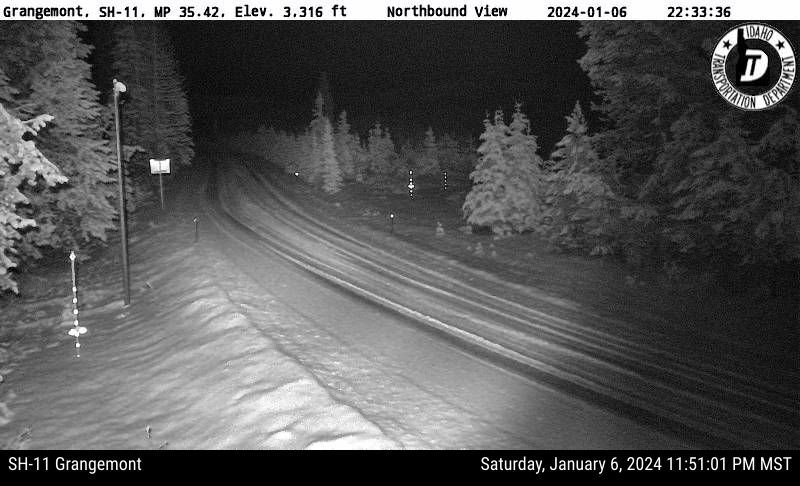 Grangemont, SH-11, MP 35.42, Elev. 3,316 ft Northbound View 2024-01-06 22:33:36
IDAHO
TRANSPORTATION DEPARTMENT
SH-11 Grangemont
Saturday, January 6, 2024 11:51:01 PM MST